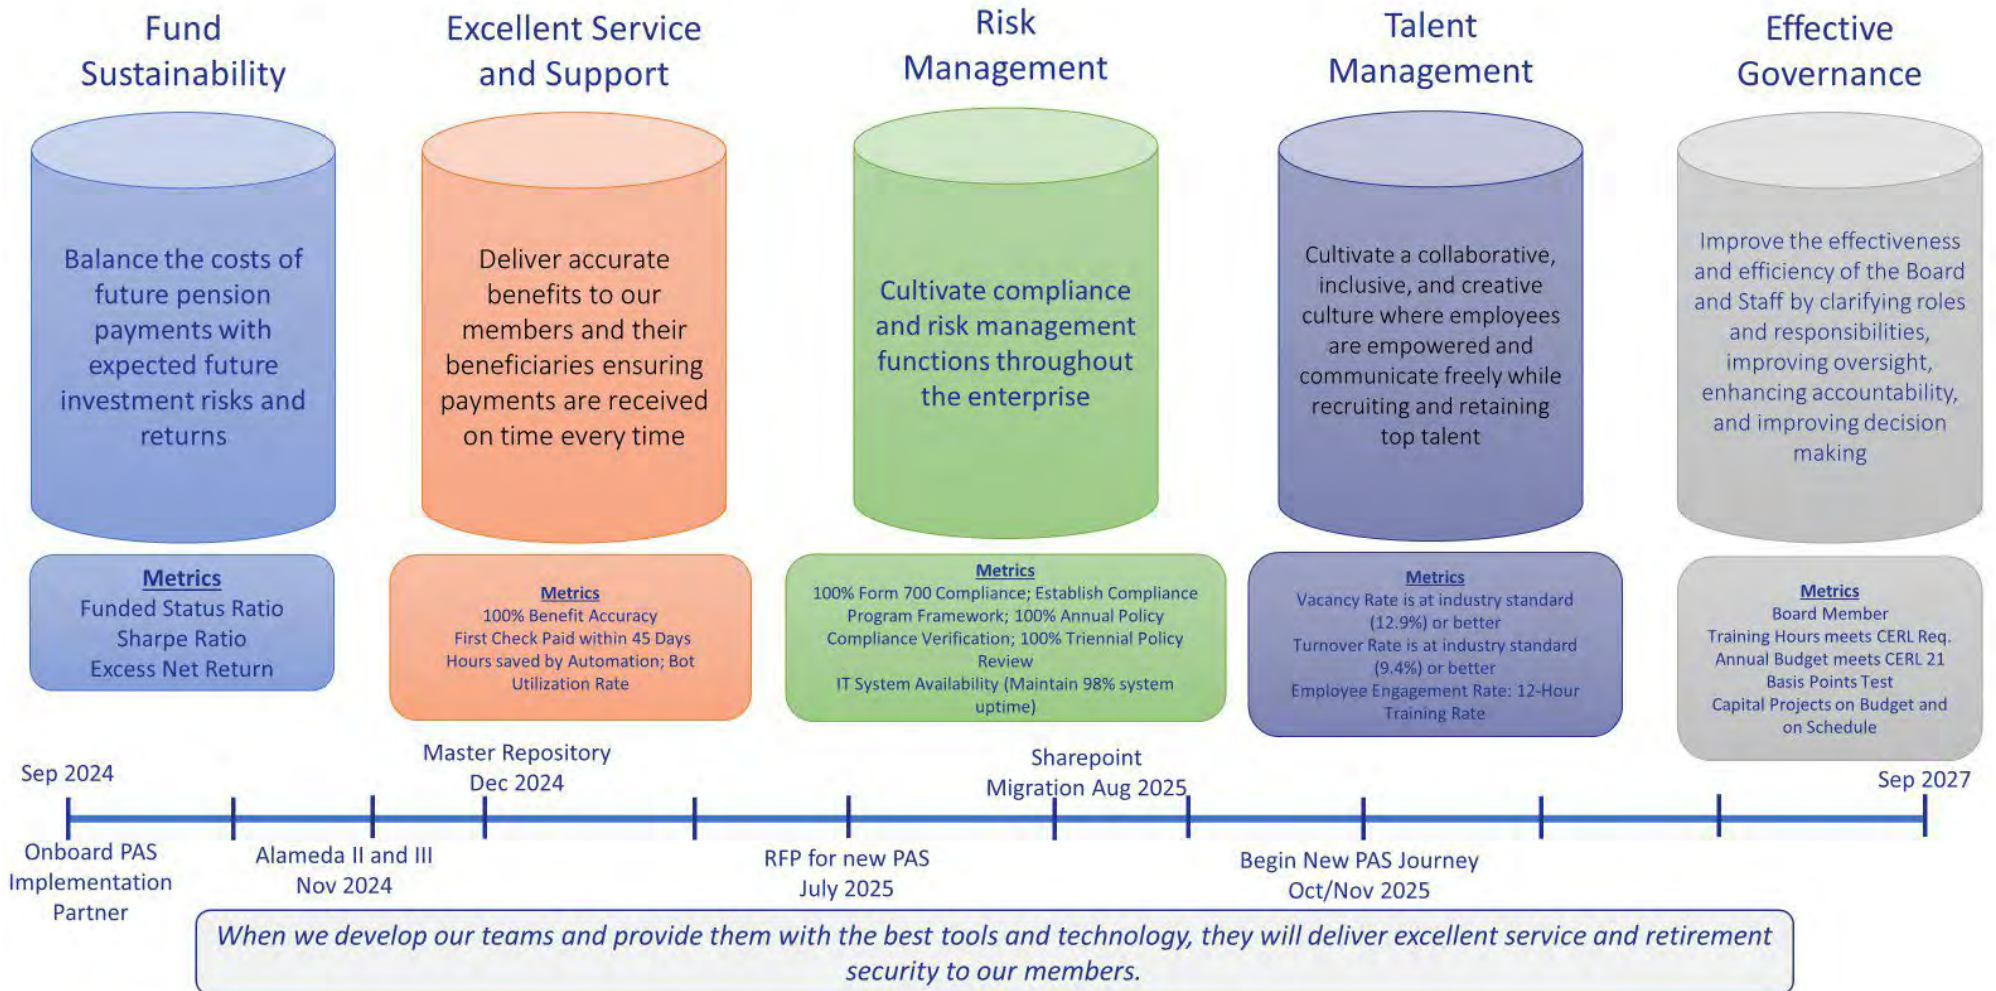 Fund
Sustainability
Excellent Service
and Support
Risk
Management
Talent
Management
Effective
Governance
Balance the costs of
future pension
payments with
expected future
investment risks and
returns
Deliver accurate
benefits to our
members and their
beneficiaries ensuring
payments are received
on time every time
Cultivate compliance
and risk management
functions throughout
the enterprise
Cultivate a collaborative,
inclusive, and creative
culture where employees
are empowered and
communicate freely while
recruiting and retaining
top talent
Improve the effectiveness
and efficiency of the Board
and Staff by clarifying roles
and responsibilities,
improving oversight,
enhancing accountability,
and improving decision
making
Metrics
Funded Status Ratio
Sharpe Ratio
Excess Net Return
Metrics
100% Benefit Accuracy
First Check Paid within 45 Days
Hours saved by Automation; Bot
Utilization Rate
Metrics
100% Form 700 Compliance; Establish Compliance
Program Framework; 100% Annual Policy
Compliance Verification; 100% Triennial Policy
Review
IT System Availability (Maintain 98% system
uptime)
Metrics
Vacancy Rate is at industry standard
(12.9%) or better
Turnover Rate is at industry standard
(9.4%) or better
Employee Engagement Rate: 12-Hour
Training Rate
Metrics
Board Member
Training Hours meets CERL Req.
Annual Budget meets CERL 21
Basis Points Test
Capital Projects on Budget and
on Schedule
Sep 2024
Master Repository
Dec 2024
Sharepoint
Migration Aug 2025
Sep 2027
Onboard PAS
Implementation
Partner
Alameda II and III
Nov 2024
RFP for new PAS
July 2025
Begin New PAS Journey
Oct/Nov 2025
When we develop our teams and provide them with the best tools and technology, they will deliver excellent service and retirement
security to our members.